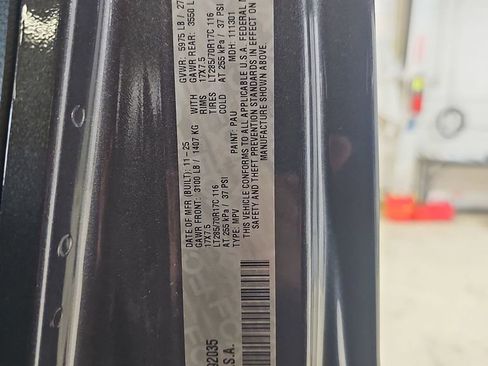 DATE OF MFR (BUILT): 11-25 GVWR: 5975 LB / 27
GAWR FRONT: 3100 LB / 1407 KG WITH GAWR REAR: 3550 L
17X7.5 RIMS 17X7.5
LT285/70R17C 116 TIRES LT285/70R17C 116
AT 255 kPa / 37 PSI COLD AT 255 kPa / 37 PSI
TYPE: MPV PAINT: PAU MDH: 111301
THIS VEHICLE CONFORMS TO ALL APPLICABLE U.S.A. FEDERAL M
SAFETY AND THEFT PREVENTION STANDARDS IN EFFECT ON
MANUFACTURE SHOWN ABOVE.
92035
.S.A.